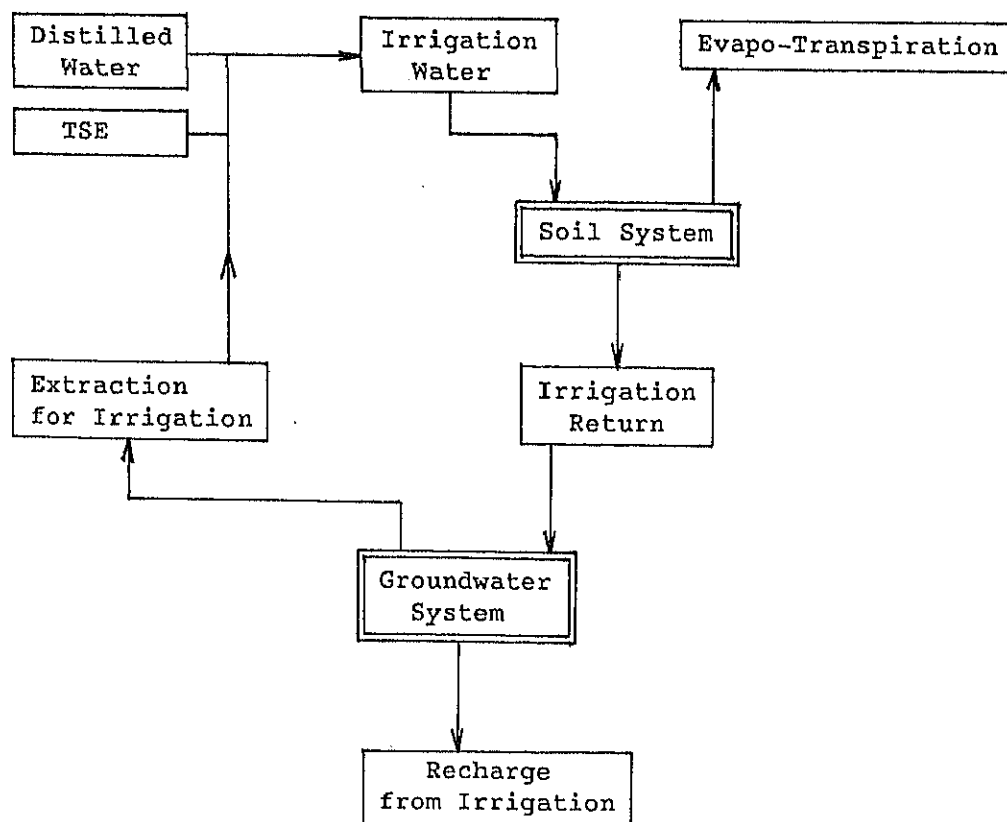 Distilled
Water
Irrigation
Water
Evapo-Transpiration
TSE
Soil System
Extraction
for Irrigation
Irrigation
Return
Groundwater
System
Recharge
from Irrigation